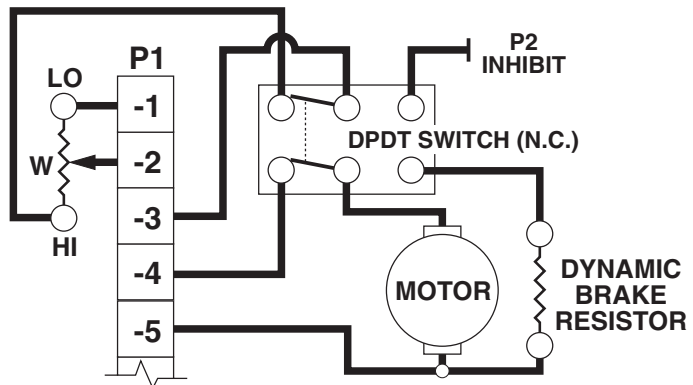 P1
P2
INHIBIT
LO
-1
DPDT SWITCH (N.C.)
W
-2
-3
HI
-4
MOTOR
DYNAMIC
BRAKE
RESISTOR
-5